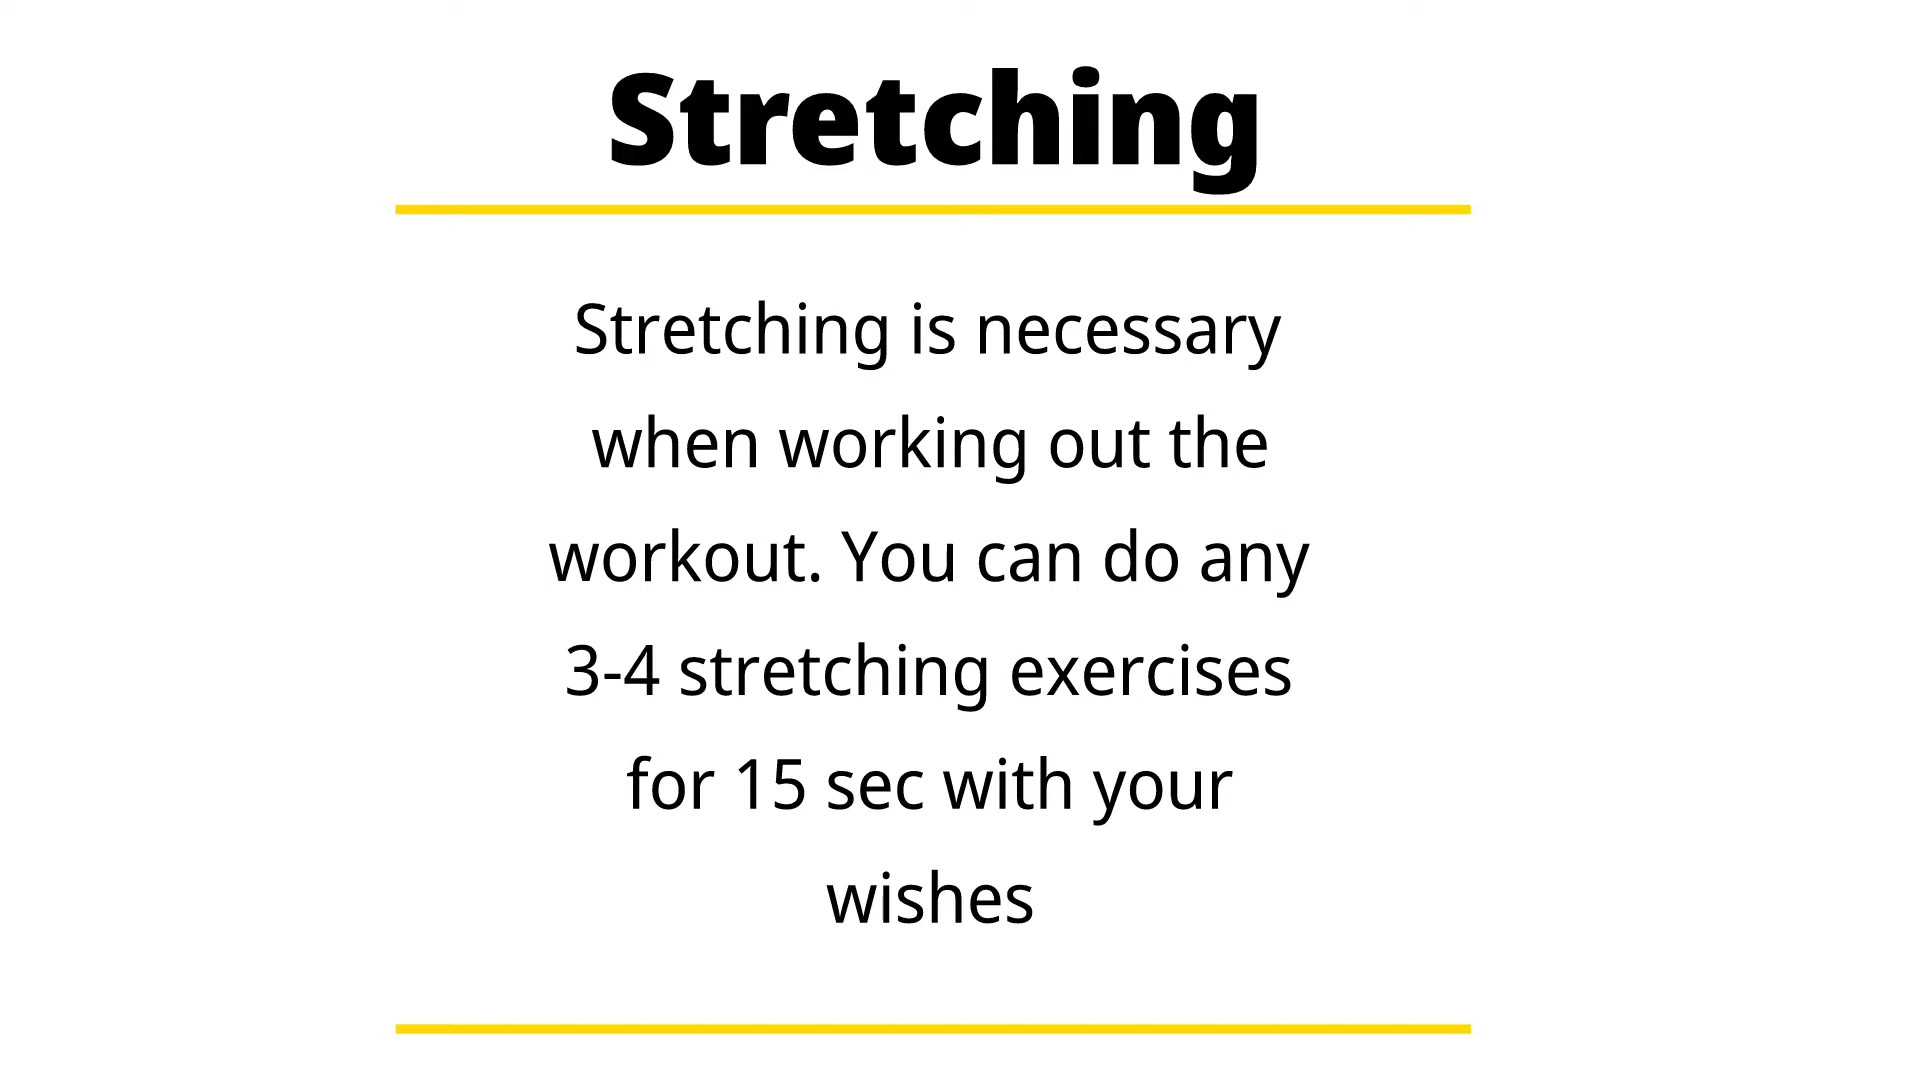 Stretching
Stretching is necessary
when working out the
workout. You can do any
3-4 stretching exercises
for 15 sec with your
wishes